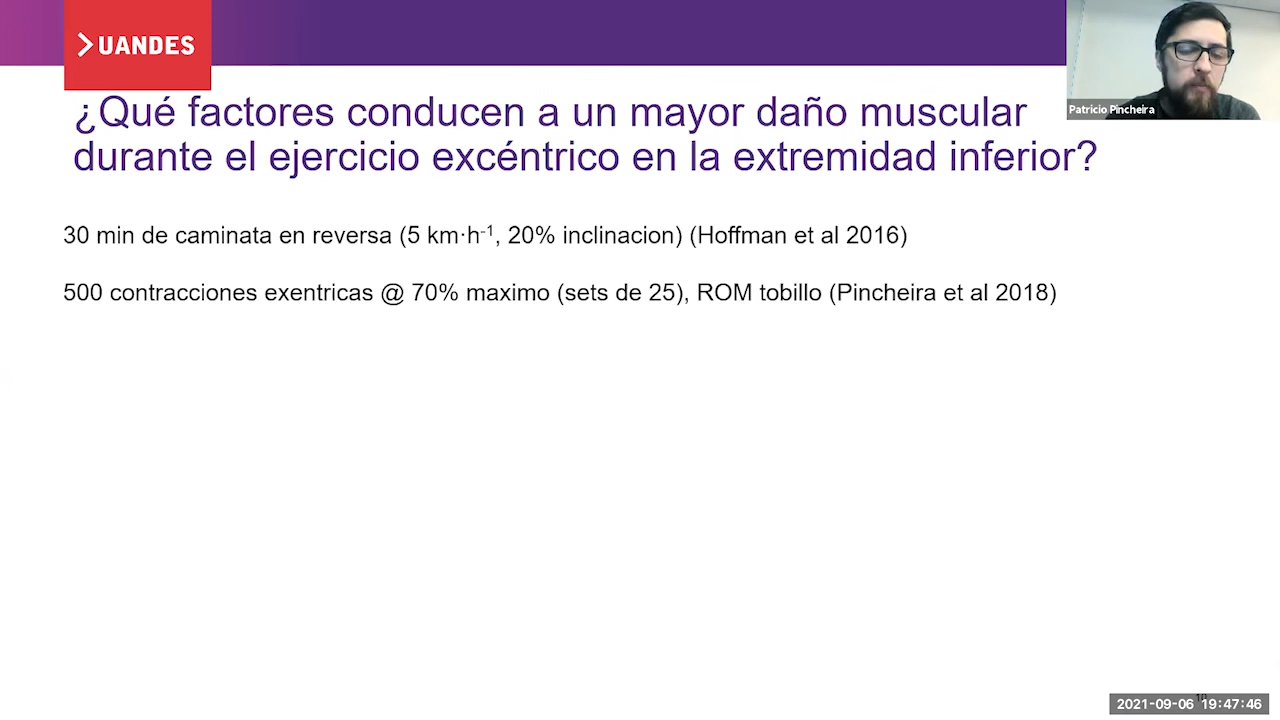 UANDES
¿Qué factores conducen a un mayor daño muscular
durante el ejercicio excéntrico en la extremidad inferior?
Patricio Pincheira
30 min de caminata en reversa (5 km·h⁻¹, 20% inclinacion) (Hoffman et al 2016)
500 contracciones exentricas @ 70% maximo (sets de 25), ROM tobillo (Pincheira et al 2018)
2021-09-06 19:47:46